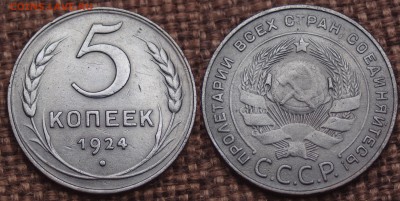 5
КОПЕЕК
1924
ПРОЛЕТАРИИ ВСЕХ СТРАН СОЕДИНЯЙТЕСЬ!
С.С.С.Р.